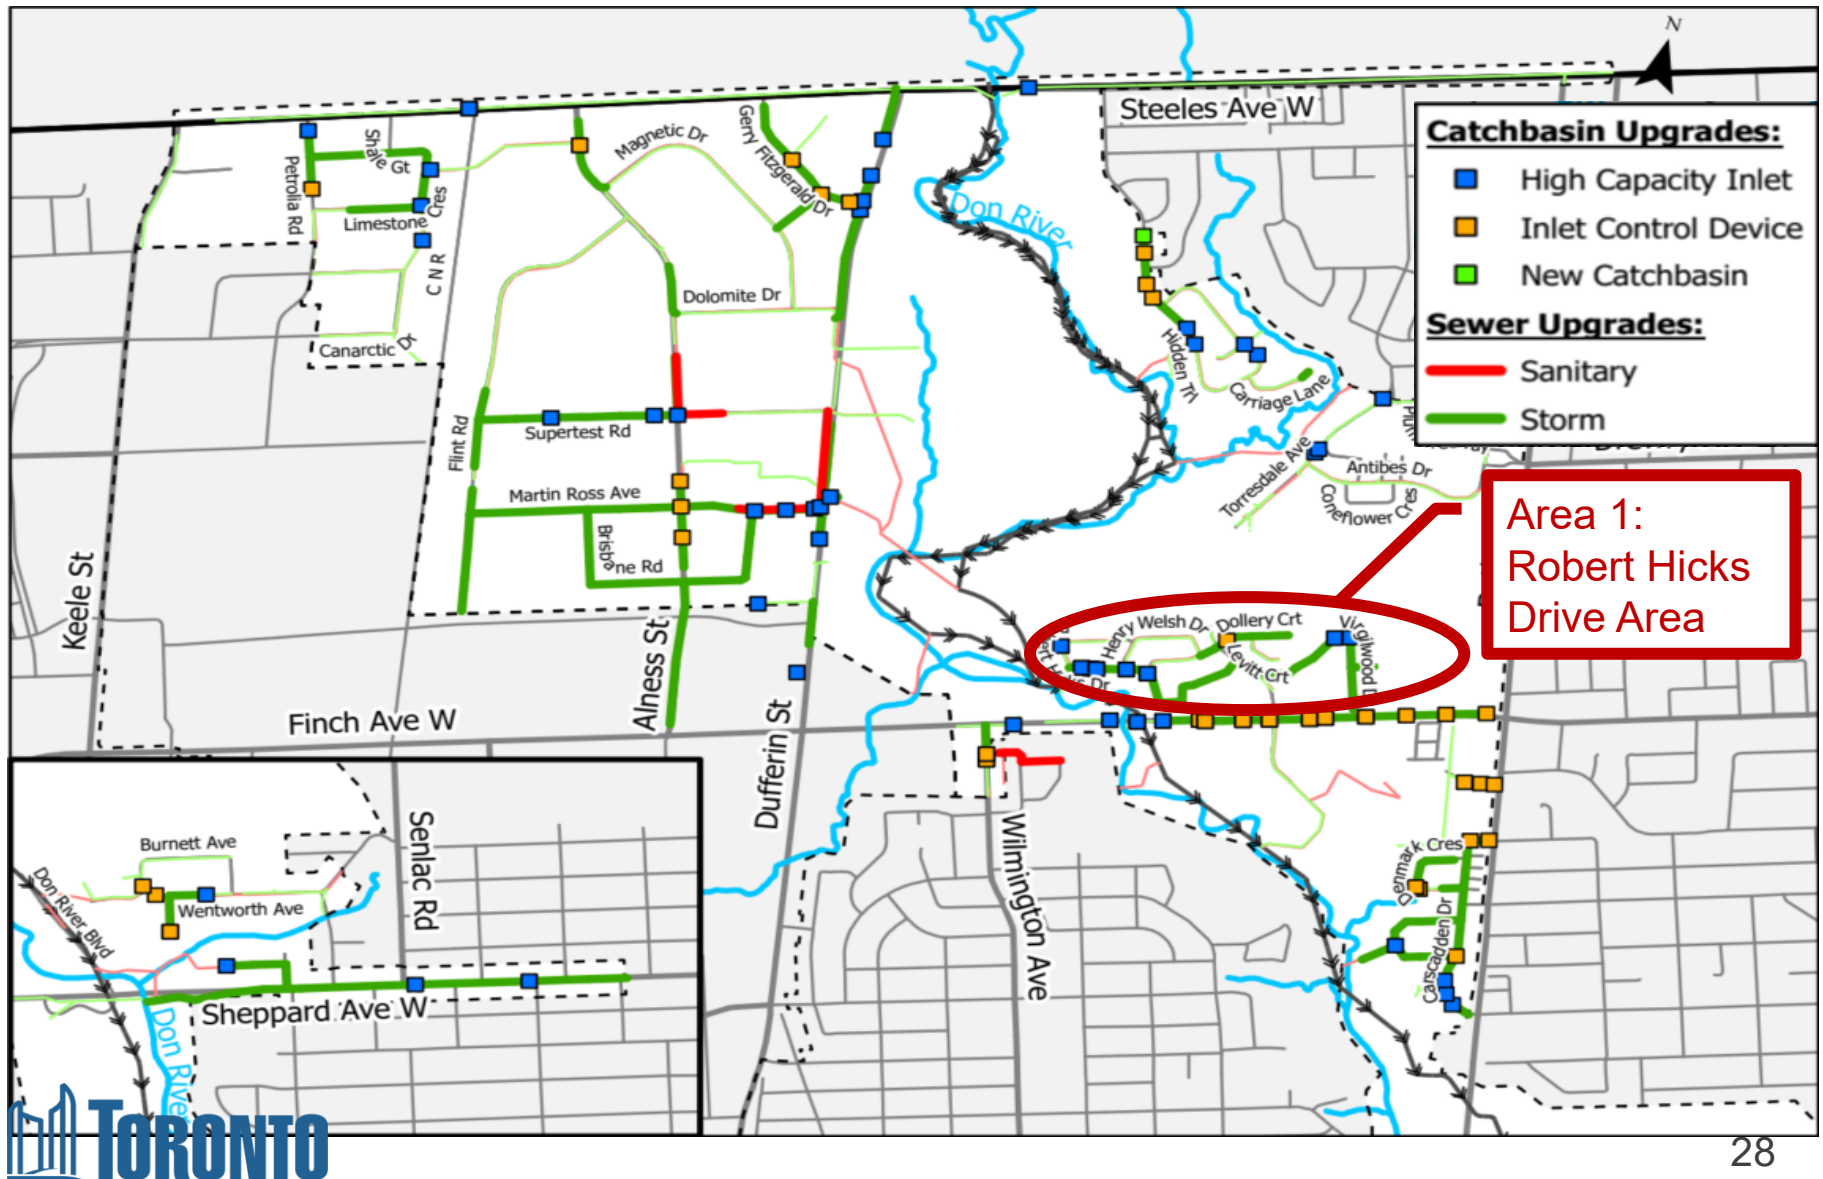 N
Steeles Ave W
Catchbasin Upgrades:
High Capacity Inlet
Inlet Control Device
New Catchbasin
Sewer Upgrades:
Sanitary
Storm
Shale Gt
Petrolia Rd
Limestone Cres
CNR
Canarctic Dr
Magnetic Dr
Gerry Fitzgerald Dr
Dolomite Dr
Don River
Hidden Trl
Carriage Lane
Flint Rd
Supertest Rd
Martin Ross Ave
Torresdale Ave
Antibes Dr
Coneflower Cres
Keele St
Area 1:
Robert Hicks
Drive Area
Henry Welsh Dr
Dollery Crt
Levitt Crt
Alness St
Finch Ave W
Dufferin St
Wilmington Ave
Denmark Cres
Carscadden Dr
Burnett Ave
Senlac Rd
Don River Blvd
Wentworth Ave
Sheppard Ave W
Don River
TORONTO
28